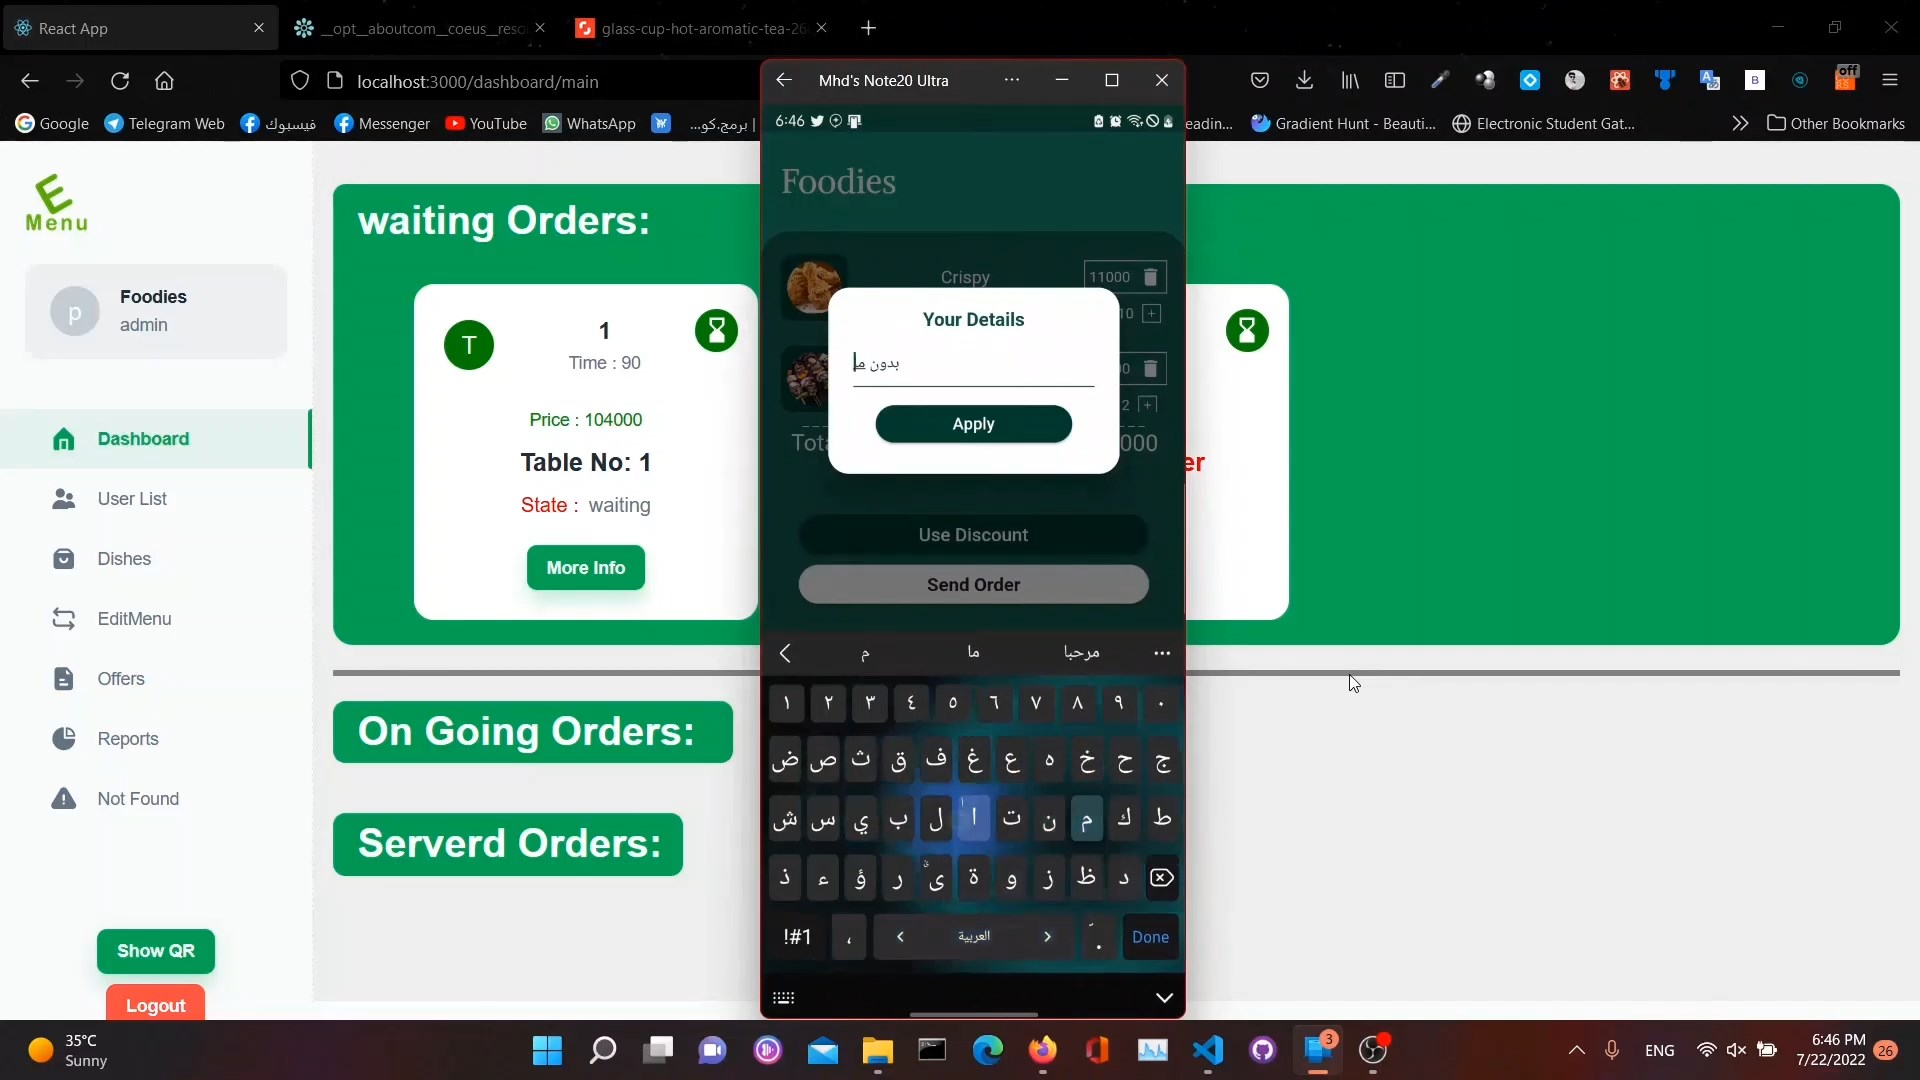 React App
__opt__aboutcom__coeus__reso
glass-cup-hot-aromatic-tea-26
localhost:3000/dashboard/main
Mhd's Note20 Ultra
off
Google
Telegram Web
فيسبوك
Messenger
YouTube
WhatsApp
برمج.كو...
eadin...
Gradient Hunt - Beauti...
Electronic Student Gat...
Other Bookmarks
6:46
E
Menu
Foodies
admin
p
Dashboard
User List
Dishes
EditMenu
Offers
Reports
Not Found
Show QR
Logout
waiting Orders:
T
1
Time : 90
Price : 104000
Table No: 1
State : waiting
More Info
er
On Going Orders:
Serverd Orders:
Foodies
Crispy
11000
10 +
Your Details
بدون ما
Apply
0
2 +
Tota
000
Use Discount
Send Order
م
ما
مرحبا
١ ٢ ٣ ٤ ٥ ٦ ٧ ٨ ٩ ٠
ض ص ث ق ف غ ع ه خ ح ج
ش س ي ب ل ا ت ن م ك ط
ذ ء ؤ ر ى ة و ز ظ د
!#1 ، < العربية > . Done
35°C
Sunny
3
ENG
6:46 PM
7/22/2022
26